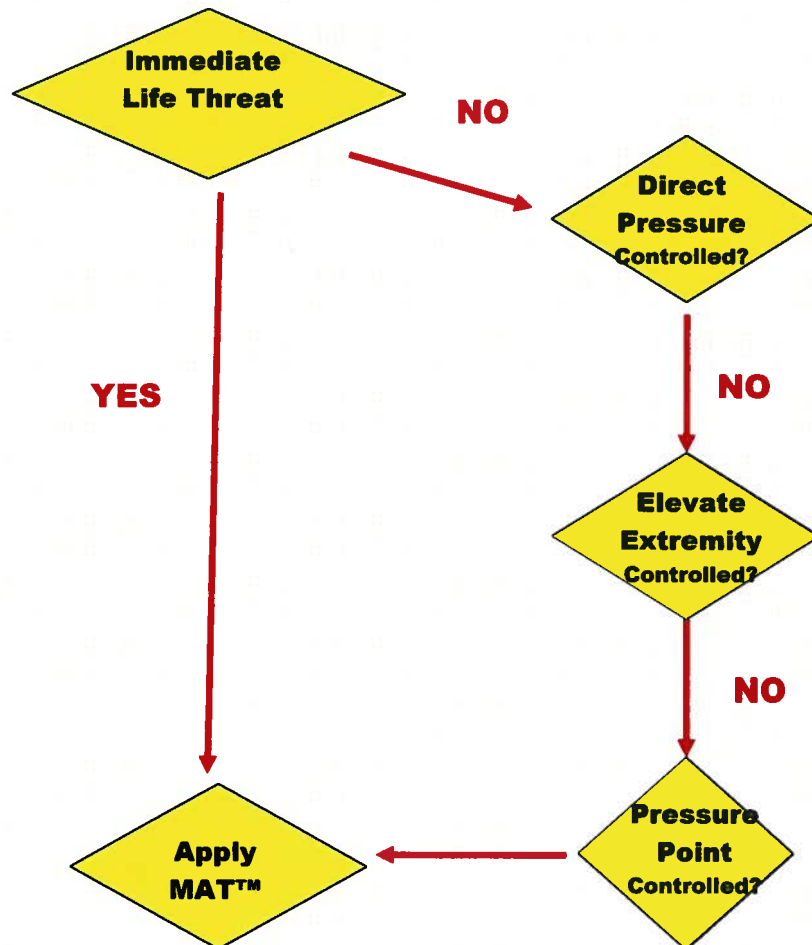 Immediate
Life Threat
NO
Direct
Pressure
Controlled?
YES
NO
Elevate
Extremity
Controlled?
NO
Pressure
Point
Controlled?
Apply
MAT™